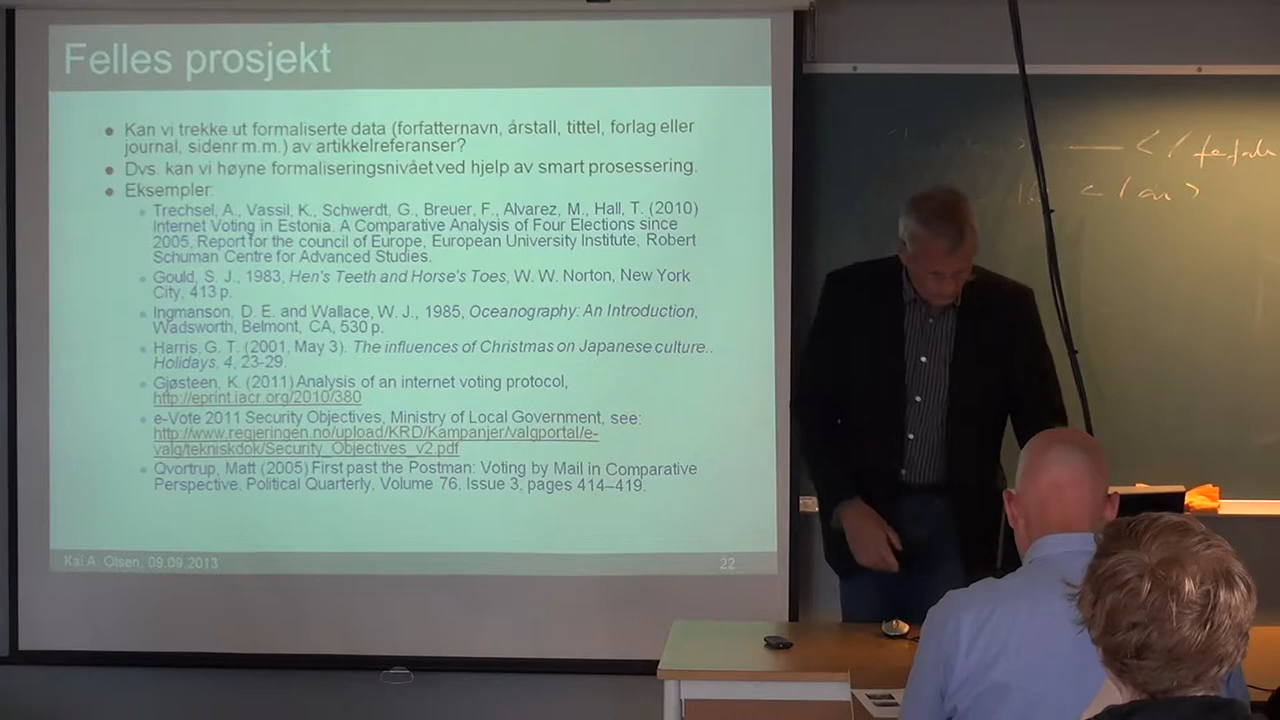 Felles prosjekt
Kan vi trekke ut formaliserte data (forfatternavn, årstall, tittel, forlag eller
journal, sidenr m.m.) av artikkelreferanser?
Dvs. kan vi høyne formaliseringsnivået ved hjelp av smart prosessering.
Eksempler:
Trechsel, A., Vassil, K., Schwerdt, G., Breuer, F., Alvarez, M., Hall, T. (2010)
Internet Voting in Estonia. A Comparative Analysis of Four Elections since
2005, Report for the council of Europe, European University Institute, Robert
Schuman Centre for Advanced Studies.
Gould, S. J., 1983, Hen's Teeth and Horse's Toes, W. W. Norton, New York
City, 413 p.
Ingmanson, D. E. and Wallace, W. J., 1985, Oceanography: An Introduction,
Wadsworth, Belmont, CA, 530 p.
Harris, G. T. (2001, May 3). The influences of Christmas on Japanese culture..
Holidays, 4, 23-29.
Gjøsteen, K. (2011) Analysis of an internet voting protocol,
http://eprint.iacr.org/2010/380
e-Vote 2011 Security Objectives, Ministry of Local Government, see:
http://www.regjeringen.no/upload/KRD/Kampanjer/valgportal/e-
valg/tekniskdok/Security_Objectives_v2.pdf
Qvortrup, Matt (2005) First past the Postman: Voting by Mail in Comparative
Perspective, Political Quarterly, Volume 76, Issue 3, pages 414–419.
Kai A. Olsen, 09.09.2013
22